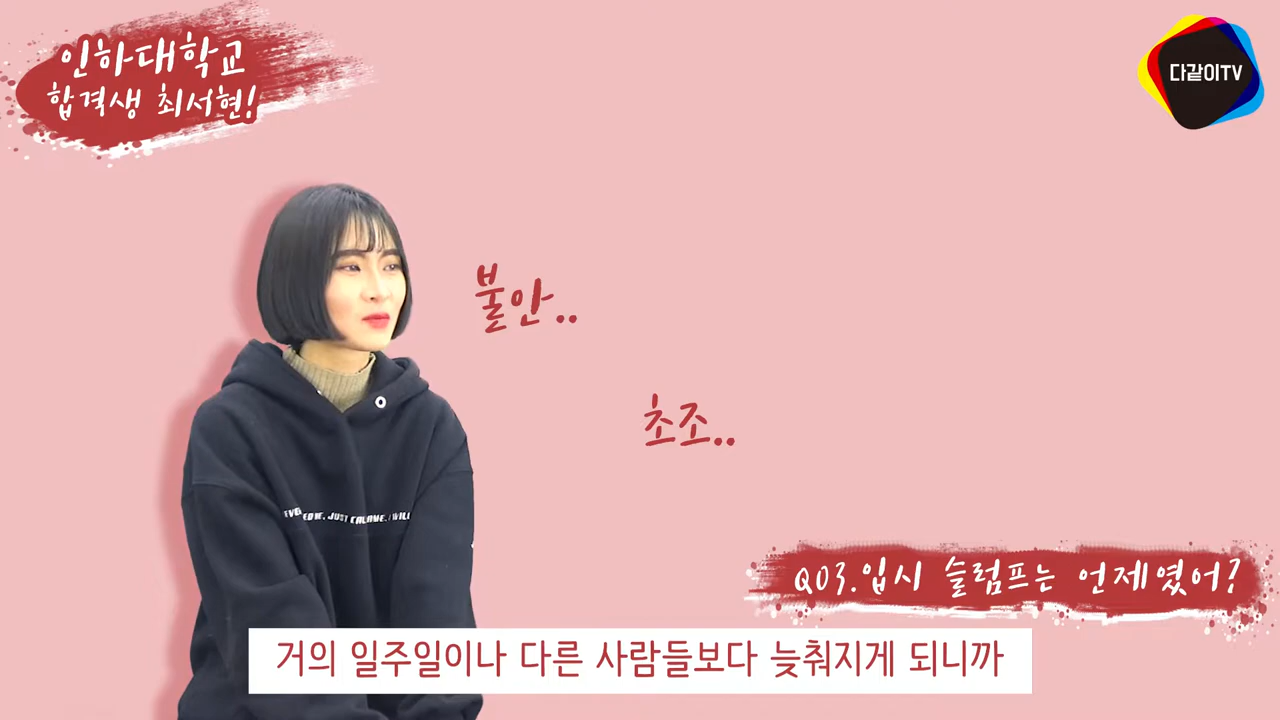 인하대학교
합격생 최서현!
다같이TV
불안..
초조..
Q03.입시 슬럼프는 언제였어?
거의 일주일이나 다른 사람들보다 늦춰지게 되니까